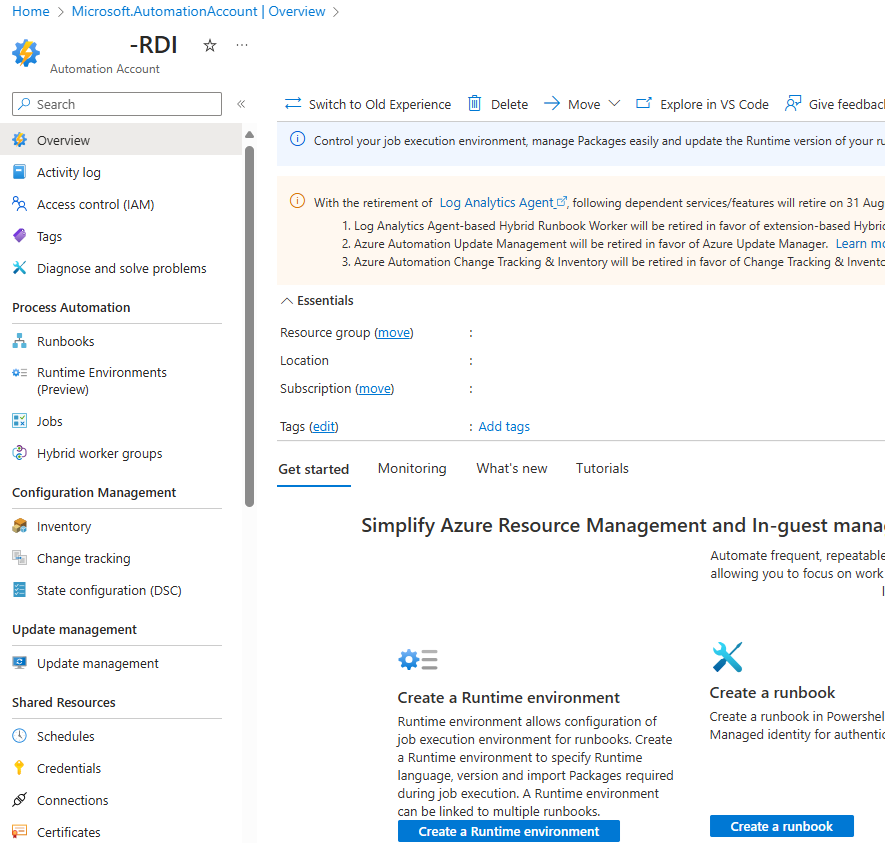 Home > Microsoft.AutomationAccount | Overview >
-RDI
Automation Account
Search
Overview
Activity log
Access control (IAM)
Tags
Diagnose and solve problems
Process Automation
Runbooks
Runtime Environments
(Preview)
Jobs
Hybrid worker groups
Configuration Management
Inventory
Change tracking
State configuration (DSC)
Update management
Update management
Shared Resources
Schedules
Credentials
Connections
Certificates
Switch to Old Experience Delete Move Explore in VS Code Give feedback
Control your job execution environment, manage Packages easily and update the Runtime version of your ru
With the retirement of Log Analytics Agent, following dependent services/features will retire on 31 Aug
1. Log Analytics Agent-based Hybrid Runbook Worker will be retired in favor of extension-based Hybrid
2. Azure Automation Update Management will be retired in favor of Azure Update Manager. Learn mo
3. Azure Automation Change Tracking & Inventory will be retired in favor of Change Tracking & Invento
Essentials
Resource group (move) :
Location :
Subscription (move) :
Tags (edit) : Add tags
Get started Monitoring What's new Tutorials
Simplify Azure Resource Management and In-guest mana
Automate frequent, repeatable
allowing you to focus on work
Create a Runtime environment
Runtime environment allows configuration of
job execution environment for runbooks. Create
a Runtime environment to specify Runtime
language, version and import Packages required
during job execution. A Runtime environment
can be linked to multiple runbooks.
Create a Runtime environment
Create a runbook
Create a runbook in Powershel
Managed identity for authentic
Create a runbook